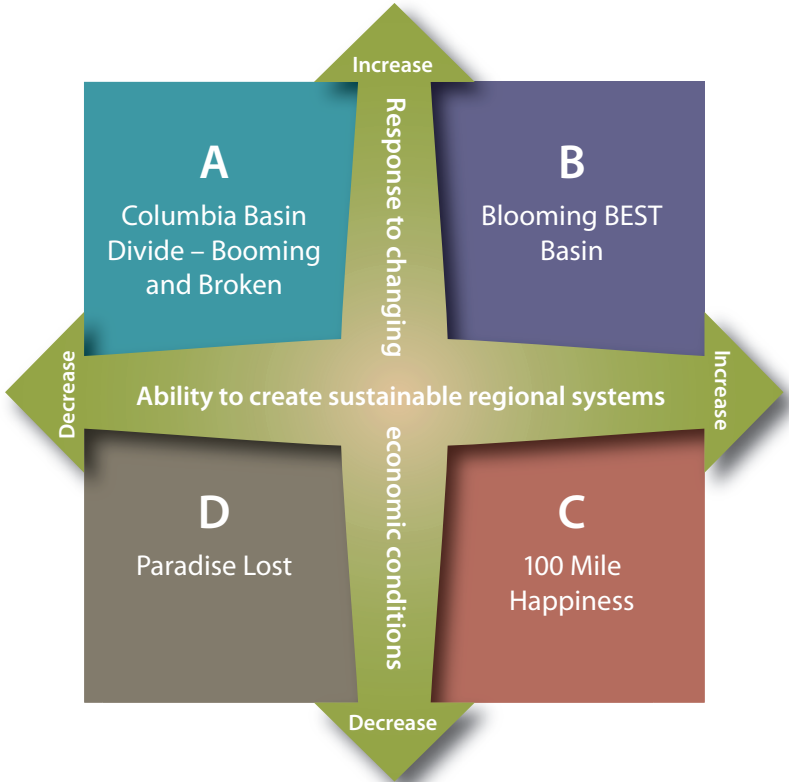 Increase
Response to changing
economic conditions
A
Columbia Basin
Divide – Booming
and Broken
B
Blooming BEST
Basin
Decrease
Ability to create sustainable regional systems
Increase
D
Paradise Lost
C
100 Mile
Happiness
Decrease